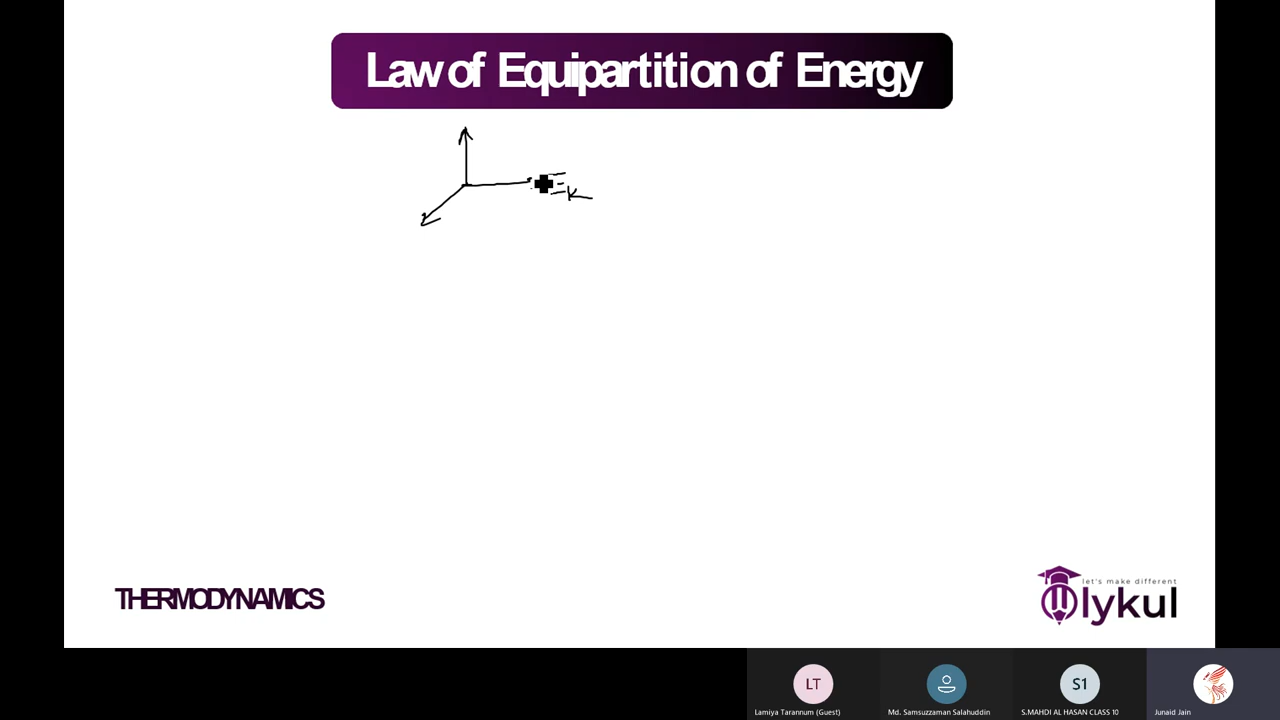 Law of Equipartition of Energy
K
THERMODYNAMICS
let's make different
lykul
LT
S1
Lamiya Tarannum (Guest)
Md. Samsuzzaman Salahuddin
S.MAHDI AL HASAN CLASS 10
Junaid Jain